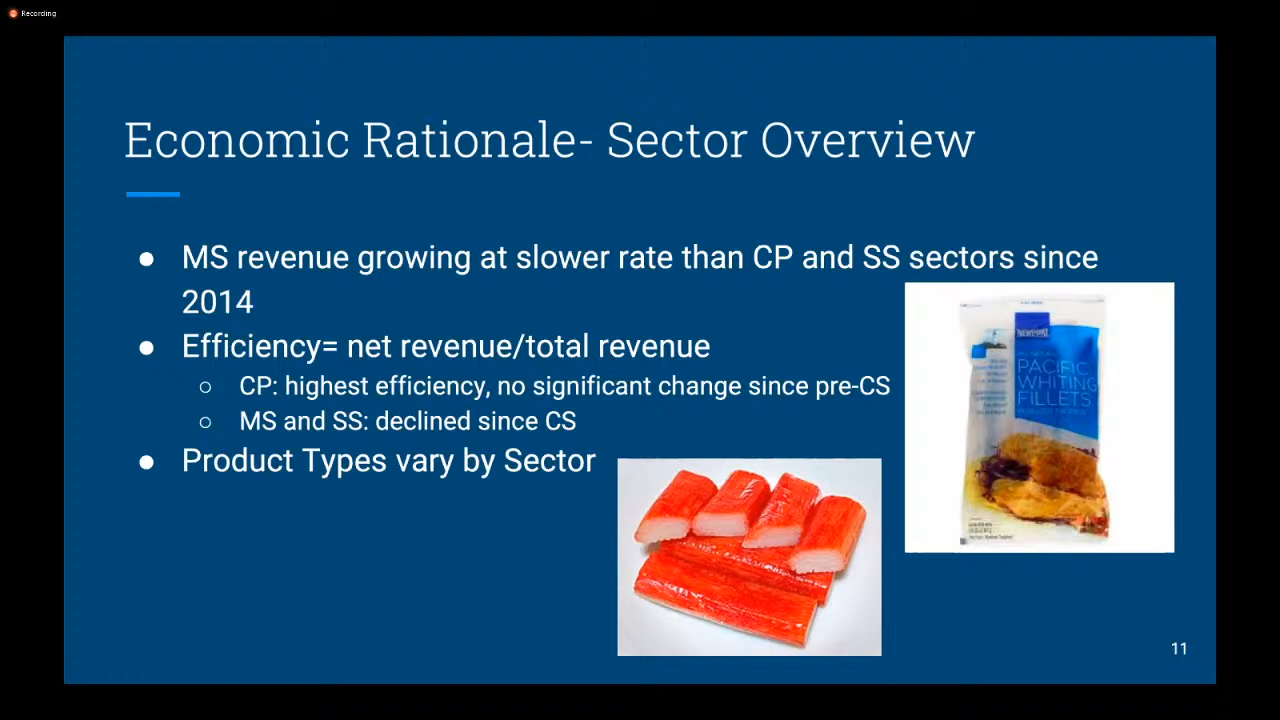 Recording
Economic Rationale- Sector Overview
● MS revenue growing at slower rate than CP and SS sectors since
2014
● Efficiency= net revenue/total revenue
○ CP: highest efficiency, no significant change since pre-CS
○ MS and SS: declined since CS
● Product Types vary by Sector
NEWPORT
PACIFIC
WHITING
FILLETS
11